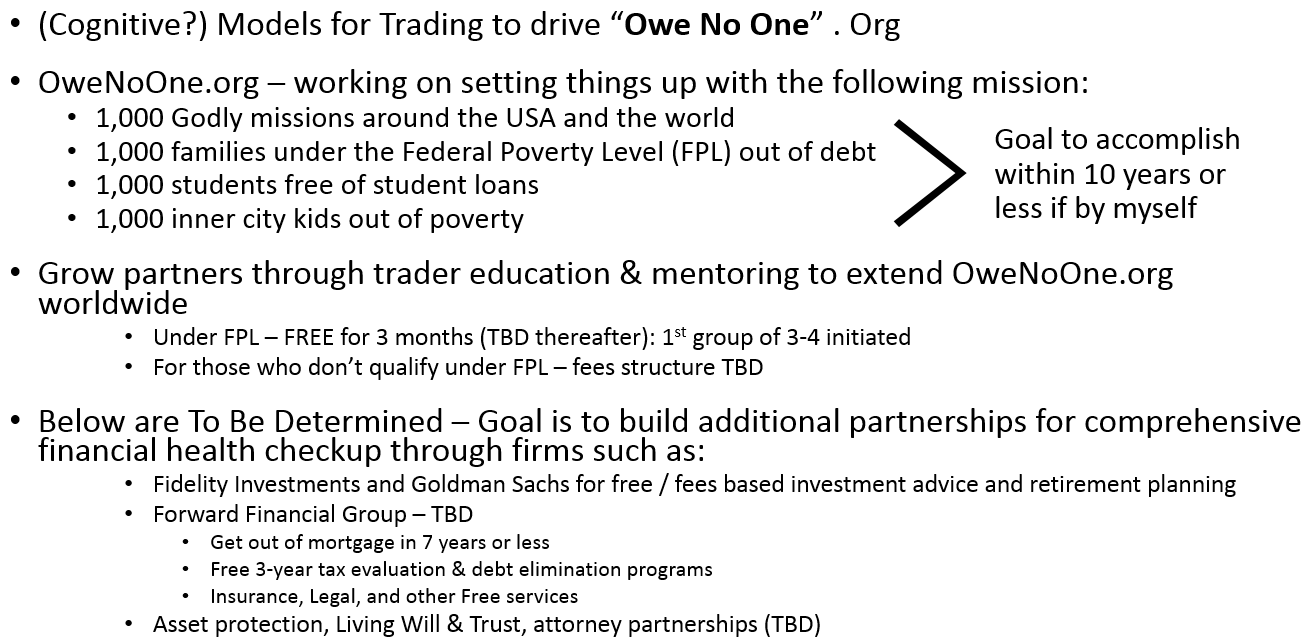 • (Cognitive?) Models for Trading to drive “Owe No One” . Org
• OweNoOne.org – working on setting things up with the following mission:
• 1,000 Godly missions around the USA and the world
• 1,000 families under the Federal Poverty Level (FPL) out of debt
• 1,000 students free of student loans
• 1,000 inner city kids out of poverty
Goal to accomplish
within 10 years or
less if by myself
• Grow partners through trader education & mentoring to extend OweNoOne.org
worldwide
• Under FPL – FREE for 3 months (TBD thereafter): 1st group of 3-4 initiated
• For those who don’t qualify under FPL – fees structure TBD
• Below are To Be Determined – Goal is to build additional partnerships for comprehensive
financial health checkup through firms such as:
• Fidelity Investments and Goldman Sachs for free / fees based investment advice and retirement planning
• Forward Financial Group – TBD
• Get out of mortgage in 7 years or less
• Free 3-year tax evaluation & debt elimination programs
• Insurance, Legal, and other Free services
• Asset protection, Living Will & Trust, attorney partnerships (TBD)